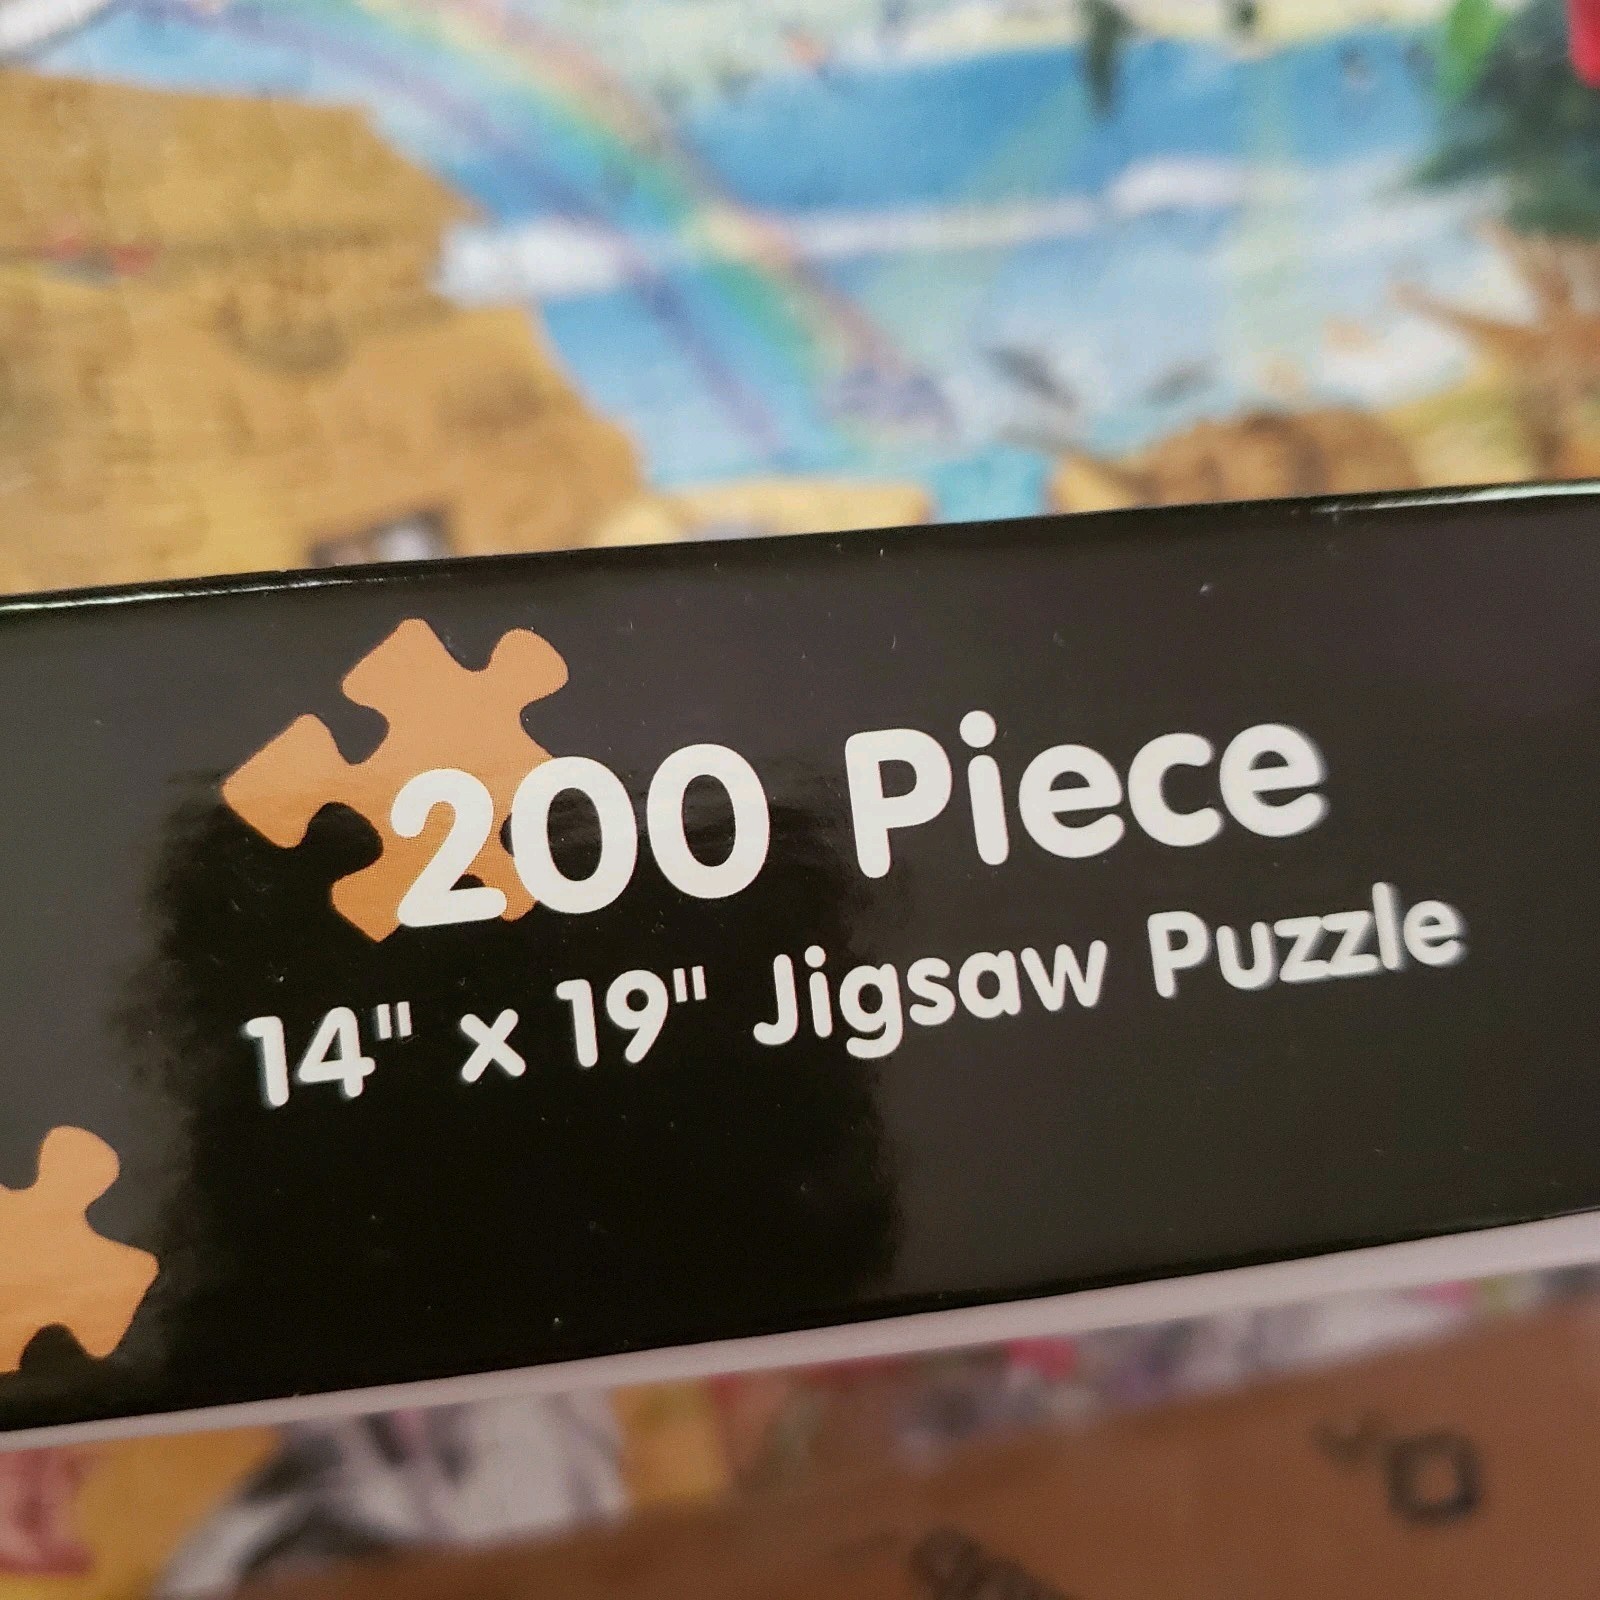 200 Piece
14" x 19" Jigsaw Puzzle